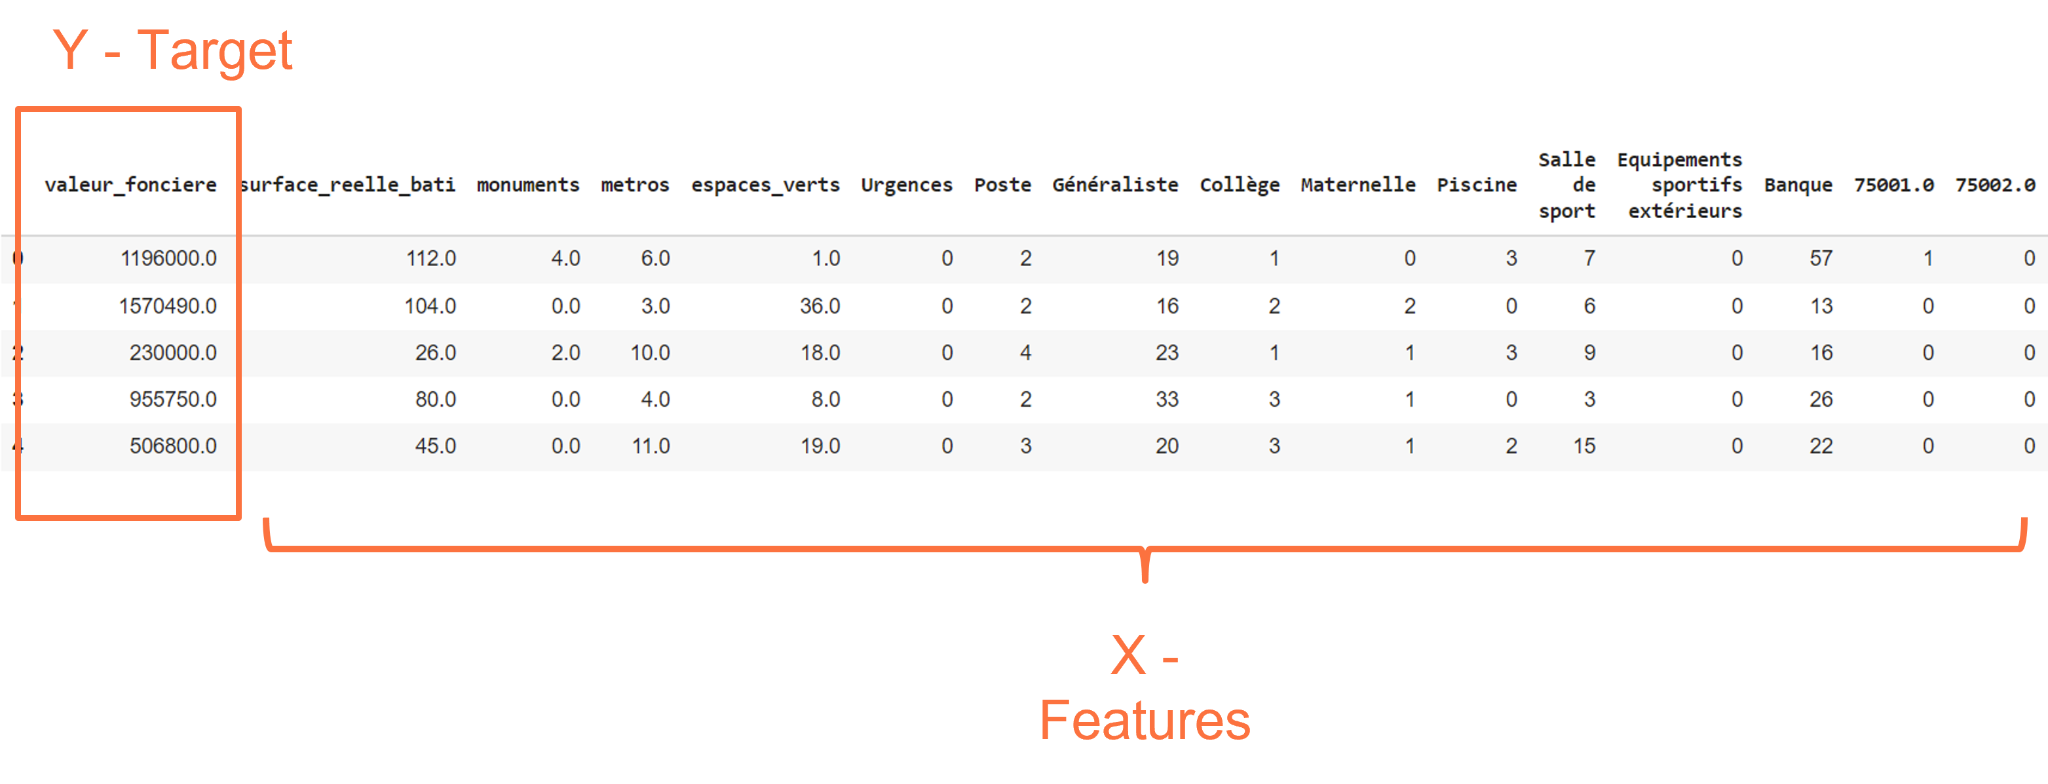 Y - Target
valeur_fonciere surface_reelle_bati monuments metros espaces_verts Urgences Poste Généraliste Collège Maternelle Piscine Salle de sport Equipements sportifs extérieurs Banque 75001.0 75002.0
0 1196000.0 112.0 4.0 6.0 1.0 0 2 19 1 0 3 7 0 57 1 0
1 1570490.0 104.0 0.0 3.0 36.0 0 2 16 2 2 0 6 0 13 0 0
2 230000.0 26.0 2.0 10.0 18.0 0 4 23 1 1 3 9 0 16 0 0
3 955750.0 80.0 0.0 4.0 8.0 0 2 33 3 1 0 3 0 26 0 0
4 506800.0 45.0 0.0 11.0 19.0 0 3 20 3 1 2 15 0 22 0 0
X -
Features